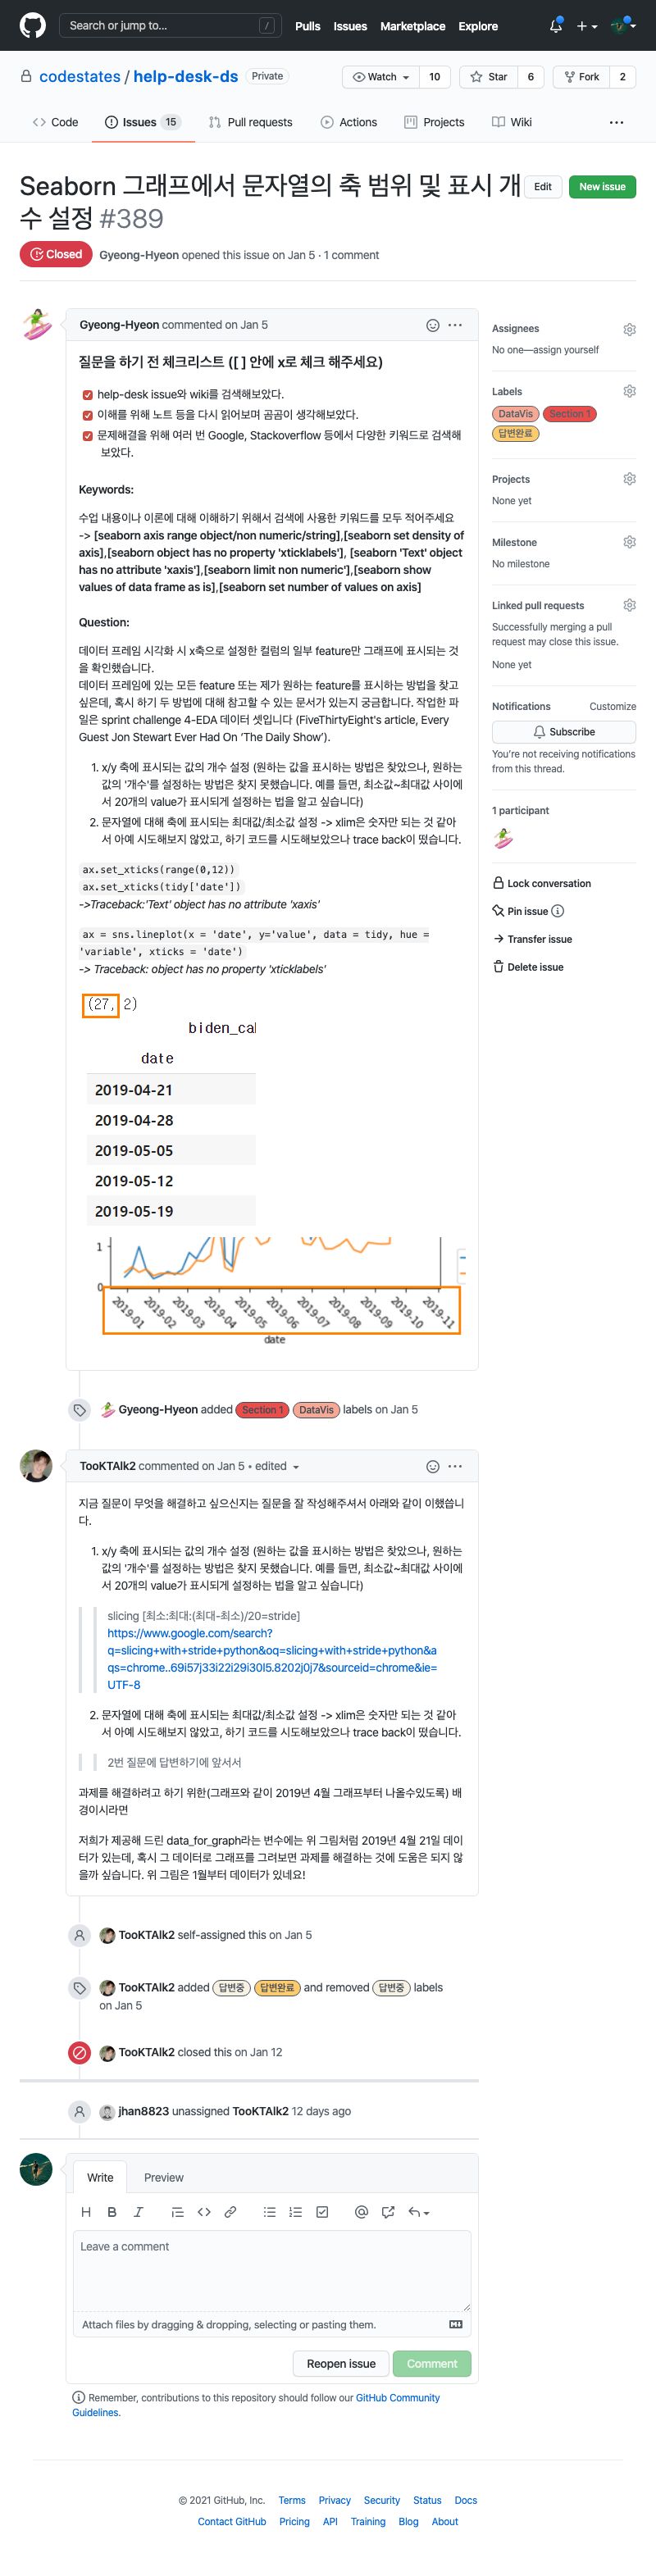 Search or jump to... /
Pulls Issues Marketplace Explore
codestates / help-desk-ds Private
Watch 10 Star 6 Fork 2
Code Issues 15 Pull requests Actions Projects Wiki ...
Seaborn 그래프에서 문자열의 축 범위 및 표시 개
수 설정 #389
Edit New issue
Closed Gyeong-Hyeon opened this issue on Jan 5 · 1 comment
Gyeong-Hyeon commented on Jan 5
질문을 하기 전 체크리스트 ([ ] 안에 x로 체크 해주세요)
help-desk issue와 wiki를 검색해보았다.
이해를 위해 노트 등을 다시 읽어보며 곰곰이 생각해보았다.
문제해결을 위해 여러 번 Google, Stackoverflow 등에서 다양한 키워드로 검색해
보았다.
Keywords:
수업 내용이나 이론에 대해 이해하기 위해서 검색에 사용한 키워드를 모두 적어주세요
-> [seaborn axis range object/non numeric/string],[seaborn set density of
axis],[seaborn object has no property 'xticklabels'], [seaborn 'Text' object
has no attribute 'xaxis'],[seaborn limit non numeric'],[seaborn show
values of data frame as is],[seaborn set number of values on axis]
Question:
데이터 프레임 시각화 시 x축으로 설정한 컬럼의 일부 feature만 그래프에 표시되는 것
을 확인했습니다.
데이터 프레임에 있는 모든 feature 또는 제가 원하는 feature를 표시하는 방법을 찾고
싶은데, 혹시 하기 두 방법에 대해 참고할 수 있는 문서가 있는지 궁금합니다. 작업한 파
일은 sprint challenge 4-EDA 데이터 셋입니다 (FiveThirtyEight's article, Every
Guest Jon Stewart Ever Had On 'The Daily Show').
1. x/y 축에 표시되는 값의 개수 설정 (원하는 값을 표시하는 방법은 찾았으나, 원하는
값의 '개수'를 설정하는 방법은 찾지 못했습니다. 예를 들면, 최소값~최대값 사이에
서 20개의 value가 표시되게 설정하는 법을 알고 싶습니다)
2. 문자열에 대해 축에 표시되는 최대값/최소값 설정 -> xlim은 숫자만 되는 것 같아
서 아예 시도해보지 않았고, 하기 코드를 시도해보았으나 trace back이 떴습니다.
ax.set_xticks(range(0,12))
ax.set_xticks(tidy['date'])
->Traceback:'Text' object has no attribute 'xaxis'
ax = sns.lineplot(x = 'date', y='value', data = tidy, hue =
'variable', xticks = 'date')
-> Traceback: object has no property 'xticklabels'
(27, 2)
biden_cal
date
2019-04-21
2019-04-28
2019-05-05
2019-05-12
2019-05-19
1
0
2019-01 2019-02 2019-03 2019-04 2019-05 2019-06 2019-07 2019-08 2019-09 2019-10 2019-11
date
Gyeong-Hyeon added Section 1 DataVis labels on Jan 5
TooKTAlk2 commented on Jan 5 • edited
지금 질문이 무엇을 해결하고 싶으신지는 질문을 잘 작성해주셔서 아래와 같이 이했씁니
다.
1. x/y 축에 표시되는 값의 개수 설정 (원하는 값을 표시하는 방법은 찾았으나, 원하는
값의 '개수'를 설정하는 방법은 찾지 못했습니다. 예를 들면, 최소값~최대값 사이에
서 20개의 value가 표시되게 설정하는 법을 알고 싶습니다)
slicing [최소:최대:(최대-최소)/20=stride]
https://www.google.com/search?
q=slicing+with+stride+python&oq=slicing+with+stride+python&a
qs=chrome..69i57j33i22i29i30l5.8202j0j7&sourceid=chrome&ie=
UTF-8
2. 문자열에 대해 축에 표시되는 최대값/최소값 설정 -> xlim은 숫자만 되는 것 같아
서 아예 시도해보지 않았고, 하기 코드를 시도해보았으나 trace back이 떴습니다.
2번 질문에 답변하기에 앞서서
과제를 해결하려고 하기 위한(그래프와 같이 2019년 4월 그래프부터 나올수있도록) 배
경이시라면
저희가 제공해 드린 data_for_graph라는 변수에는 위 그림처럼 2019년 4월 21일 데이
터가 있는데, 혹시 그 데이터로 그래프를 그려보면 과제를 해결하는 것에 도움은 되지 않
을까 싶습니다. 위 그림은 1월부터 데이터가 있네요!
TooKTAlk2 self-assigned this on Jan 5
TooKTAlk2 added 답변중 답변완료 and removed 답변중 labels
on Jan 5
TooKTAlk2 closed this on Jan 12
jhan8823 unassigned TooKTAlk2 12 days ago
Assignees
No one—assign yourself
Labels
DataVis Section 1
답변완료
Projects
None yet
Milestone
No milestone
Linked pull requests
Successfully merging a pull
request may close this issue.
None yet
Notifications Customize
Subscribe
You're not receiving notifications
from this thread.
1 participant
Lock conversation
Pin issue
Transfer issue
Delete issue
Write Preview
Leave a comment
Attach files by dragging & dropping, selecting or pasting them.
Reopen issue Comment
Remember, contributions to this repository should follow our GitHub Community
Guidelines.
© 2021 GitHub, Inc. Terms Privacy Security Status Docs
Contact GitHub Pricing API Training Blog About